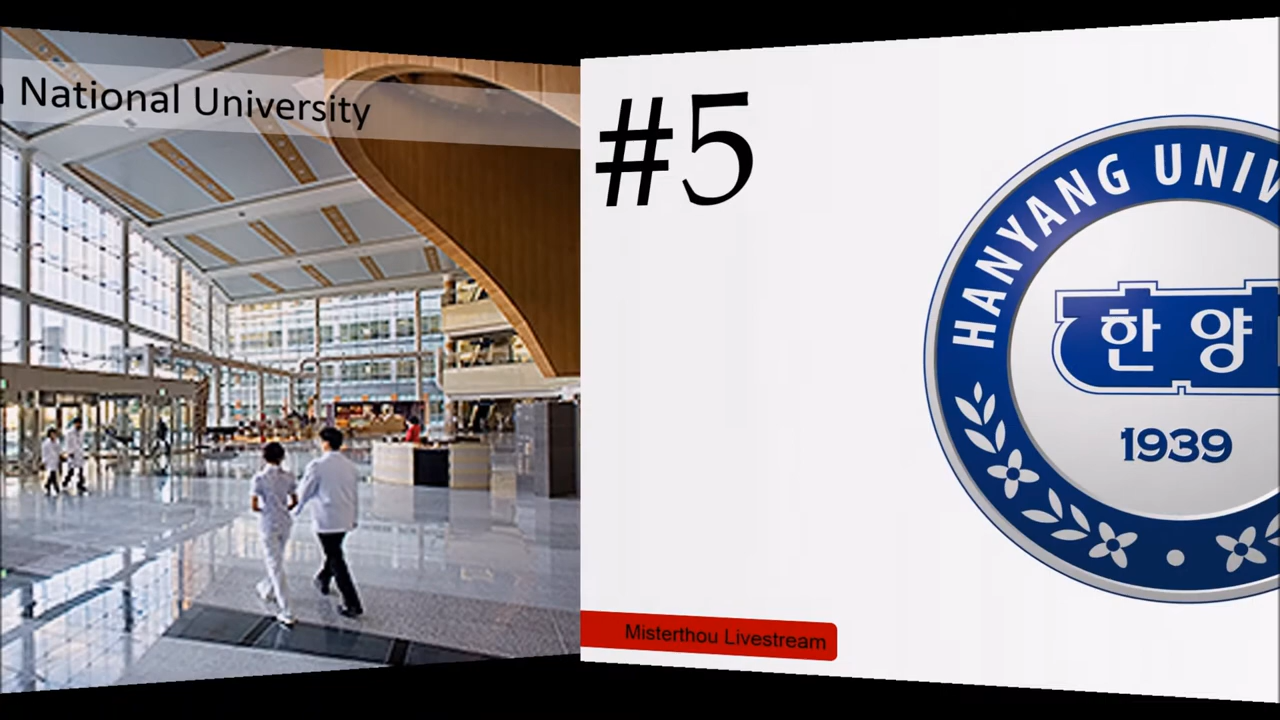 National University
#5
HANYANG UNIV
한양
1939
Misterthou Livestream